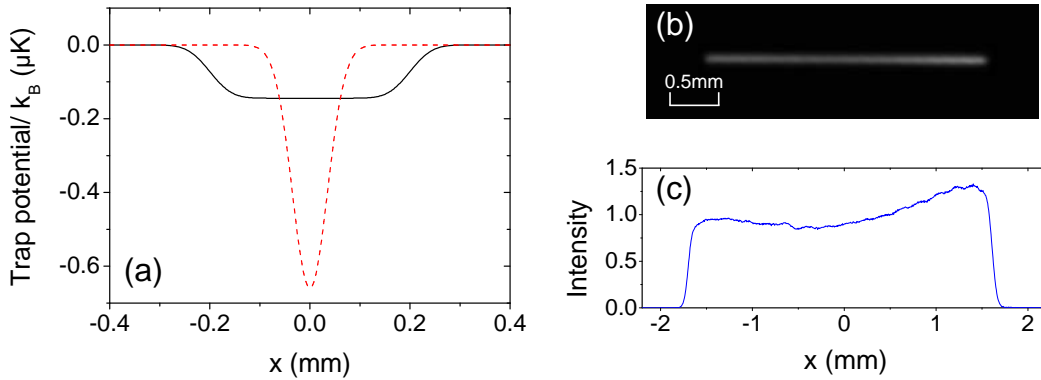 0.0
-0.2
-0.4
-0.6
Trap potential/ k_B (μK)
(a)
-0.4
-0.2
0.0
0.2
0.4
x (mm)
(b)
0.5mm
(c)
1.5
1.0
0.5
0.0
Intensity
-2
-1
0
1
2
x (mm)